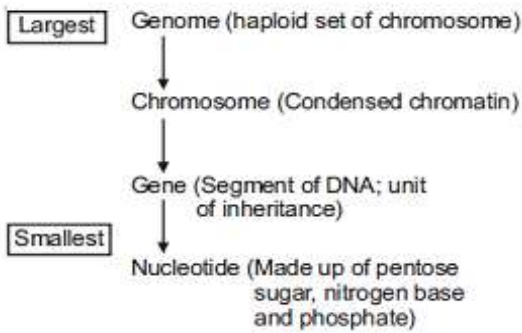 Largest
Genome (haploid set of chromosome)
Chromosome (Condensed chromatin)
Gene (Segment of DNA; unit
of inheritance)
Smallest
Nucleotide (Made up of pentose
sugar, nitrogen base
and phosphate)